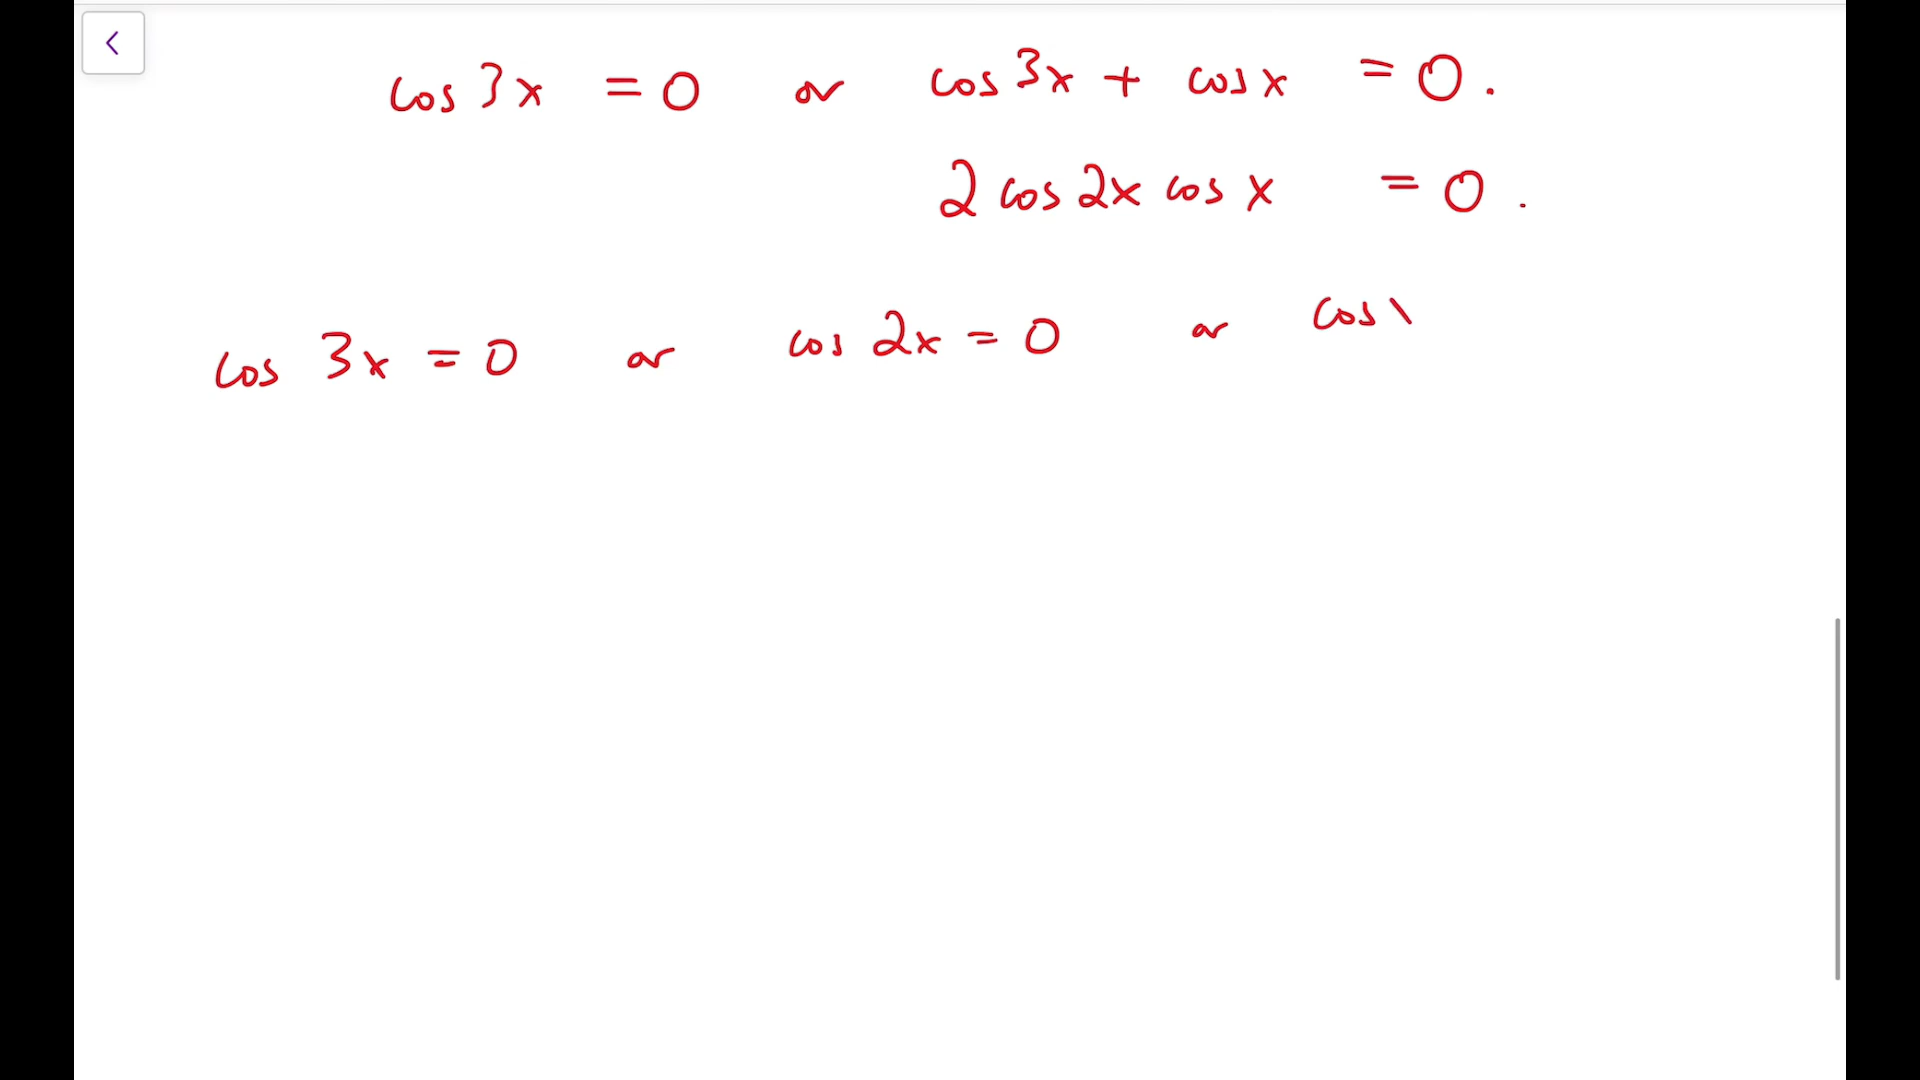 cos 3x = 0 or cos 3x + cos x = 0.
2 cos 2x cos x = 0.
cos 3x = 0 or cos 2x = 0 or cos